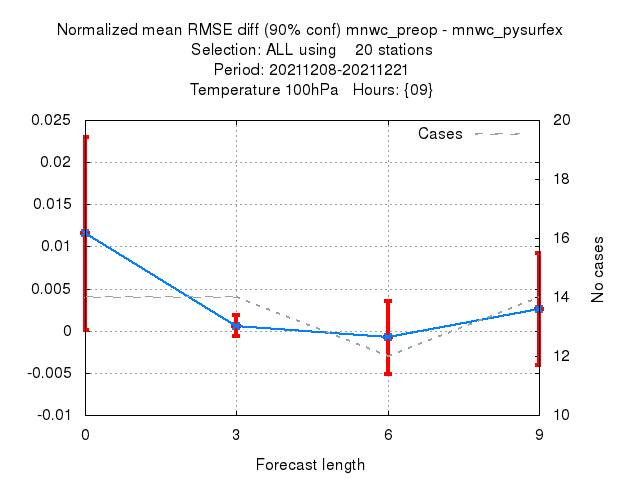 Normalized mean RMSE diff (90% conf) mnwc_preop - mnwc_pysurfex
Selection: ALL using    20 stations
Period: 20211208-20211221
Temperature 100hPa   Hours: {09}
Cases
0.025
0.02
0.015
0.01
0.005
0
-0.005
-0.01
20
18
16
14
12
10
No cases
0
3
6
9
Forecast length